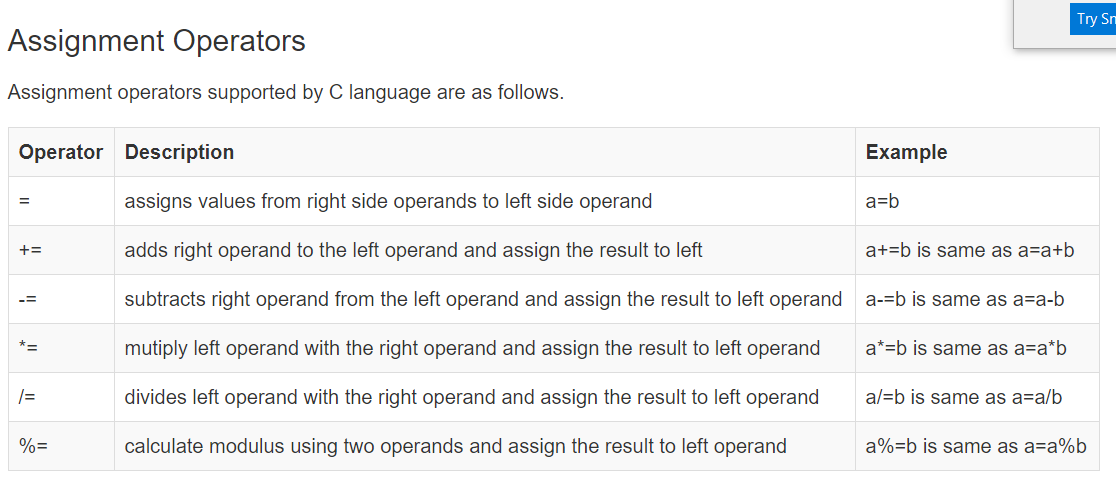 Try Sn
Assignment Operators
Assignment operators supported by C language are as follows.
Operator Description Example
= assigns values from right side operands to left side operand a=b
+= adds right operand to the left operand and assign the result to left a+=b is same as a=a+b
-= subtracts right operand from the left operand and assign the result to left operand a-=b is same as a=a-b
*= mutiply left operand with the right operand and assign the result to left operand a*=b is same as a=a*b
/= divides left operand with the right operand and assign the result to left operand a/=b is same as a=a/b
%= calculate modulus using two operands and assign the result to left operand a%=b is same as a=a%b